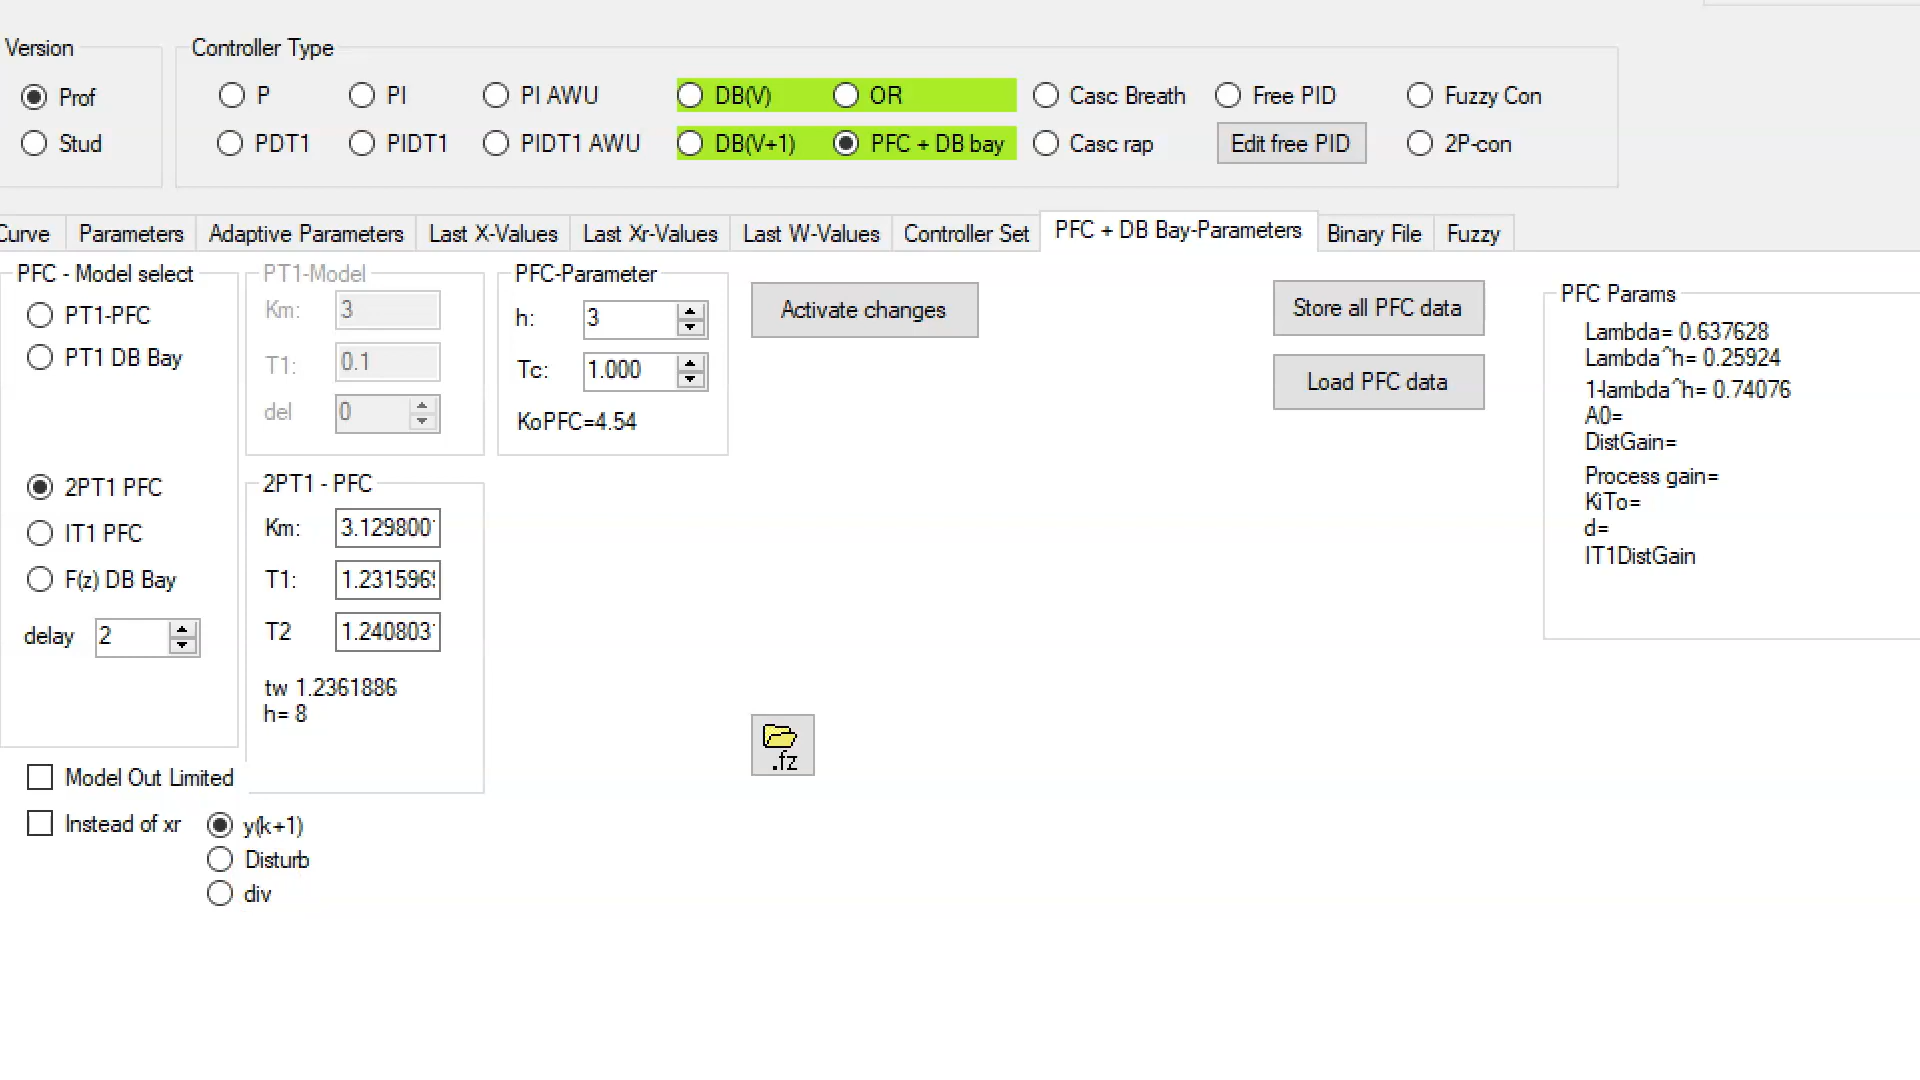 Version
Controller Type
Prof
P
PI
PI AWU
DB(V)
OR
Casc Breath
Free PID
Fuzzy Con
Stud
PDT1
PIDT1
PIDT1 AWU
DB(V+1)
PFC + DB bay
Casc rap
Edit free PID
2P-con
Curve
Parameters
Adaptive Parameters
Last X-Values
Last Xr-Values
Last W-Values
Controller Set
PFC + DB Bay-Parameters
Binary File
Fuzzy
PFC - Model select
PT1-PFC
PT1 DB Bay
2PT1 PFC
IT1 PFC
F(z) DB Bay
delay 2
PT1-Model
Km: 3
T1: 0.1
del 0
PFC-Parameter
h: 3
Tc: 1.000
KoPFC=4.54
2PT1 - PFC
Km: 3.129800
T1: 1.231596
T2 1.240803
tw 1.2361886
h= 8
Activate changes
Store all PFC data
Load PFC data
PFC Params
Lambda= 0.637628
Lambda^h= 0.25924
1-lambda^h= 0.74076
A0=
DistGain=
Process gain=
KiTo=
d=
IT1DistGain
.fz
Model Out Limited
Instead of xr
y(k+1)
Disturb
div